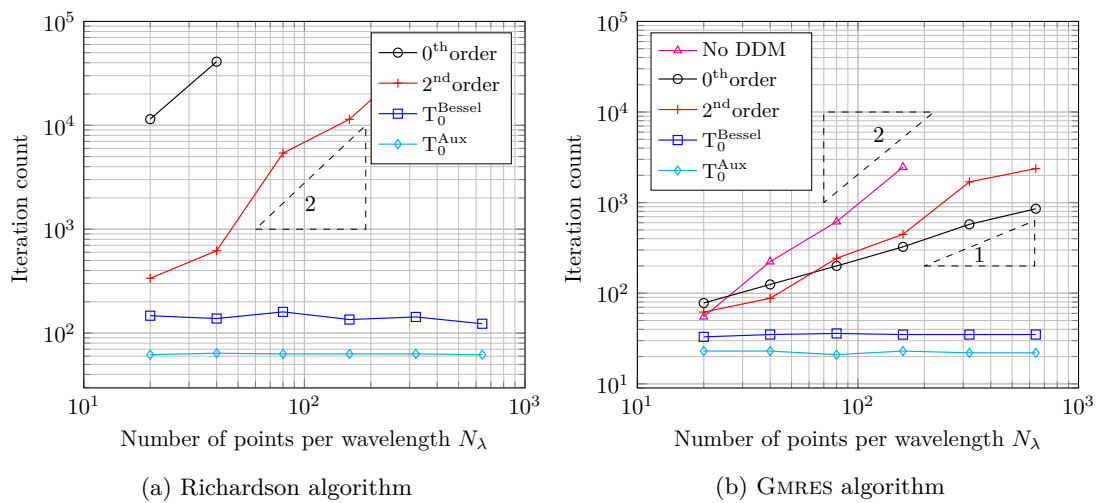 10^5
10^4
10^3
10^2
Iteration count
0^th order
2^nd order
T_0^Bessel
T_0^Aux
2
10^1
10^2
10^3
Number of points per wavelength N_λ
(a) Richardson algorithm
10^5
10^4
10^3
10^2
10^1
Iteration count
No DDM
0^th order
2^nd order
T_0^Bessel
T_0^Aux
2
1
10^1
10^2
10^3
Number of points per wavelength N_λ
(b) GMRES algorithm